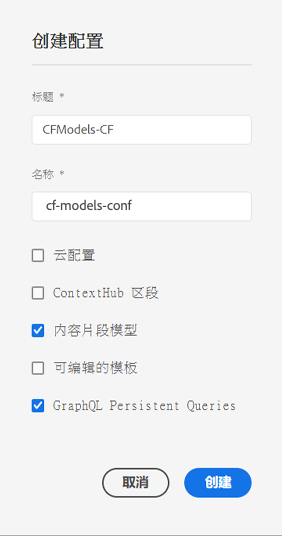 创建配置
标题 *
CFModels-CF
名称 *
cf-models-conf
云配置
ContextHub 区段
内容片段模型
可编辑的模板
GraphQL Persistent Queries
取消 创建